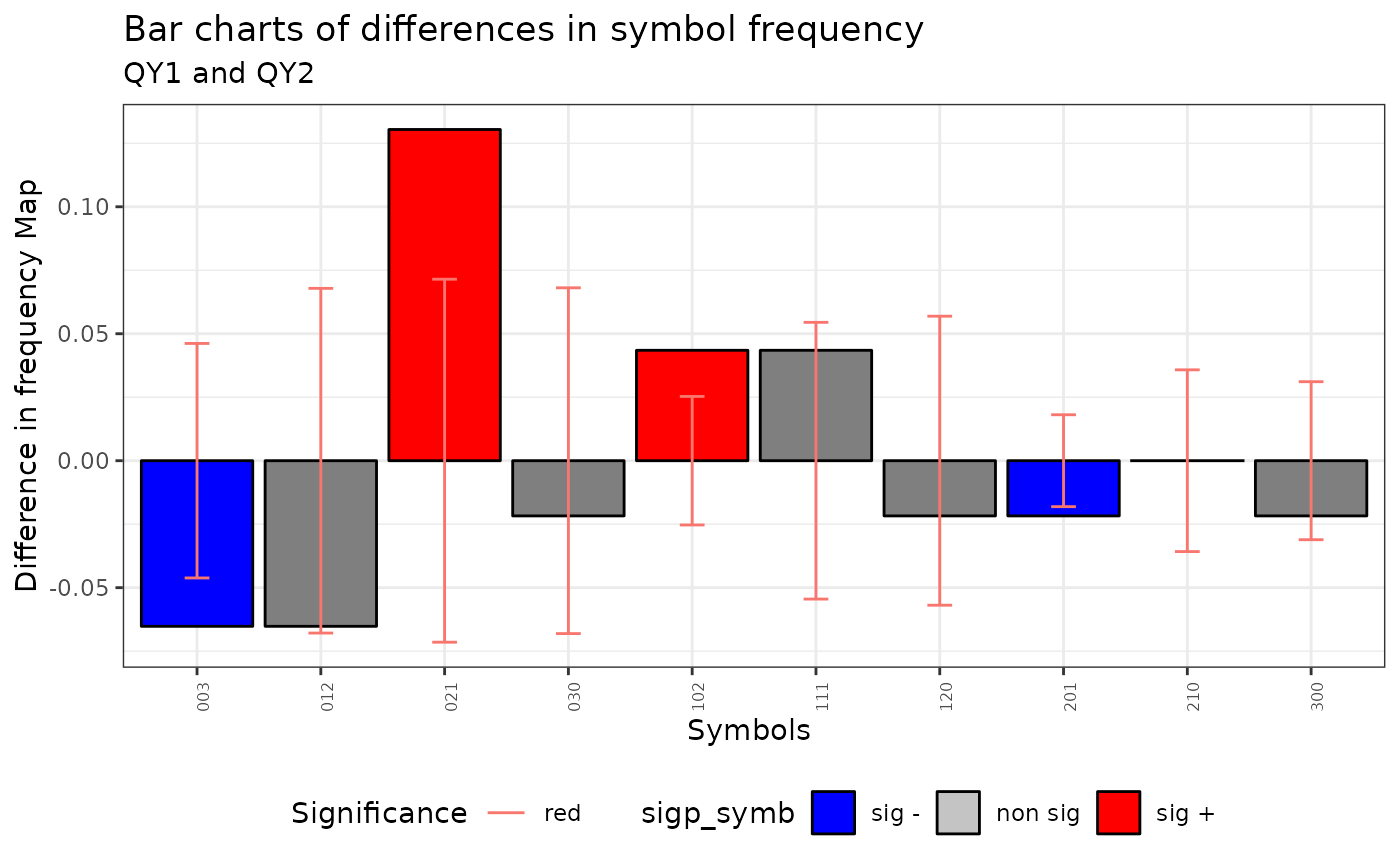 Bar charts of differences in symbol frequency
QY1 and QY2
Difference in frequency Map
0.10
0.05
0.00
-0.05
003 012 021 030 102 111 120 201 210 300
Symbols
Significance red sigp_symb sig - non sig sig +